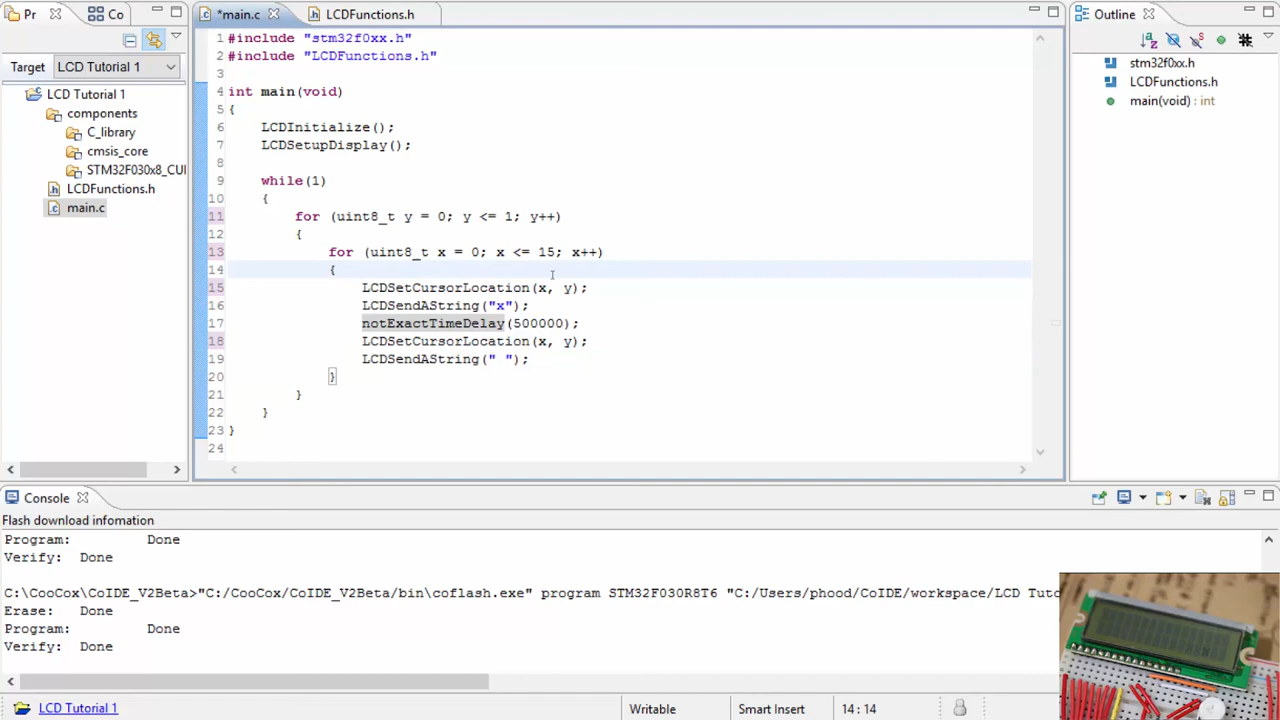 Pr
Co
*main.c
LCDFunctions.h
Outline
Target
LCD Tutorial 1
LCD Tutorial 1
components
C_library
cmsis_core
STM32F030x8_CUI
LCDFunctions.h
main.c
1 #include "stm32f0xx.h"
2 #include "LCDFunctions.h"
3
4 int main(void)
5 {
6 LCDInitialize();
7 LCDSetupDisplay();
8
9 while(1)
10 {
11 for (uint8_t y = 0; y <= 1; y++)
12 {
13 for (uint8_t x = 0; x <= 15; x++)
14 {
15 LCDSetCursorLocation(x, y);
16 LCDSendAString("x");
17 notExactTimeDelay(500000);
18 LCDSetCursorLocation(x, y);
19 LCDSendAString(" ");
20 }
21 }
22 }
23 }
24
stm32f0xx.h
LCDFunctions.h
main(void) : int
Console
Flash download infomation
Program: Done
Verify: Done
C:\CooCox\CoIDE_V2Beta>"C:/CooCox/CoIDE_V2Beta/bin\coflash.exe" program STM32F030R8T6 "C:/Users/phood/CoIDE/workspace/LCD Tuto
Erase: Done
Program: Done
Verify: Done
LCD Tutorial 1
Writable
Smart Insert
14 : 14